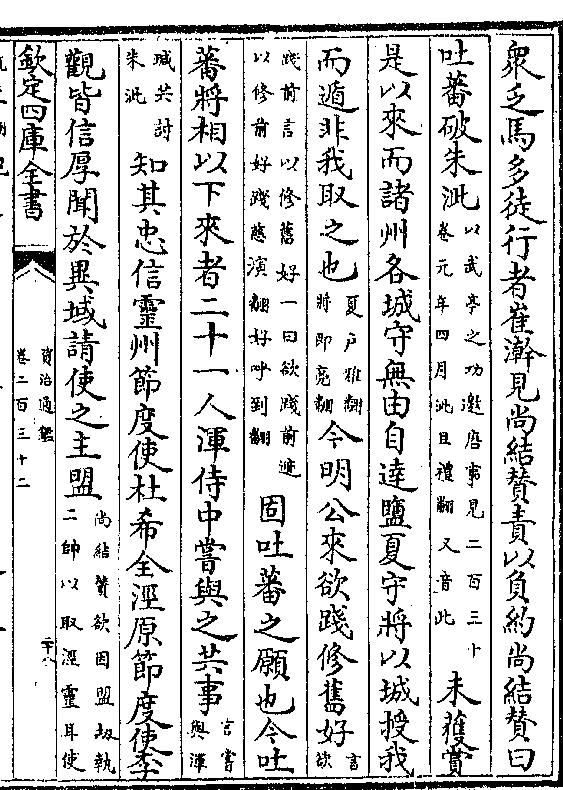 衆乏馬多徒行者崔澣見尚結贊責以負約尚結贊曰
吐蕃破朱泚以武亭之功邀唐事見二百三十卷元年四月泚且禮翻又音此未獲賞
是以來而諸州各城守無由自達鹽夏守將以城授我
而遁非我取之也夏戶雅翻將即亮翻今明公來欲踐修舊好言欲
踐前言以修舊好一曰欲踐前迹以修前好踐慈演翻好呼到翻固吐蕃之願也今吐
蕃將相以下來者二十一人渾侍中嘗與之共事言嘗與渾
瑊共討朱泚知其忠信靈州節度使杜希全涇原節度使李
觀皆信厚聞於異域請使之主盟尚結贊欲因盟刼執二帥以取涇靈耳使
欽定四庫全書
資治通鑑
卷二百三十二